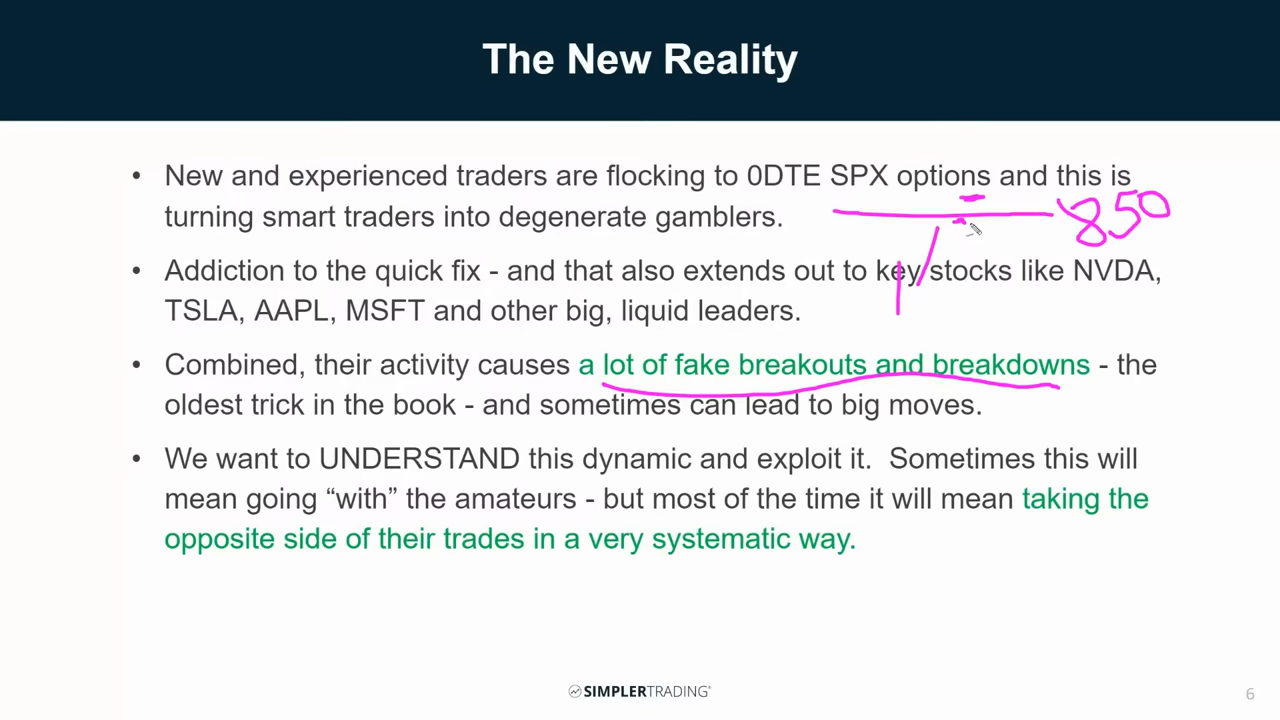 The New Reality
• New and experienced traders are flocking to 0DTE SPX options and this is
turning smart traders into degenerate gamblers.
850
• Addiction to the quick fix - and that also extends out to key stocks like NVDA,
TSLA, AAPL, MSFT and other big, liquid leaders.
• Combined, their activity causes a lot of fake breakouts and breakdowns - the
oldest trick in the book - and sometimes can lead to big moves.
• We want to UNDERSTAND this dynamic and exploit it.  Sometimes this will
mean going “with” the amateurs - but most of the time it will mean taking the
opposite side of their trades in a very systematic way.
SIMPLERTRADING®
6